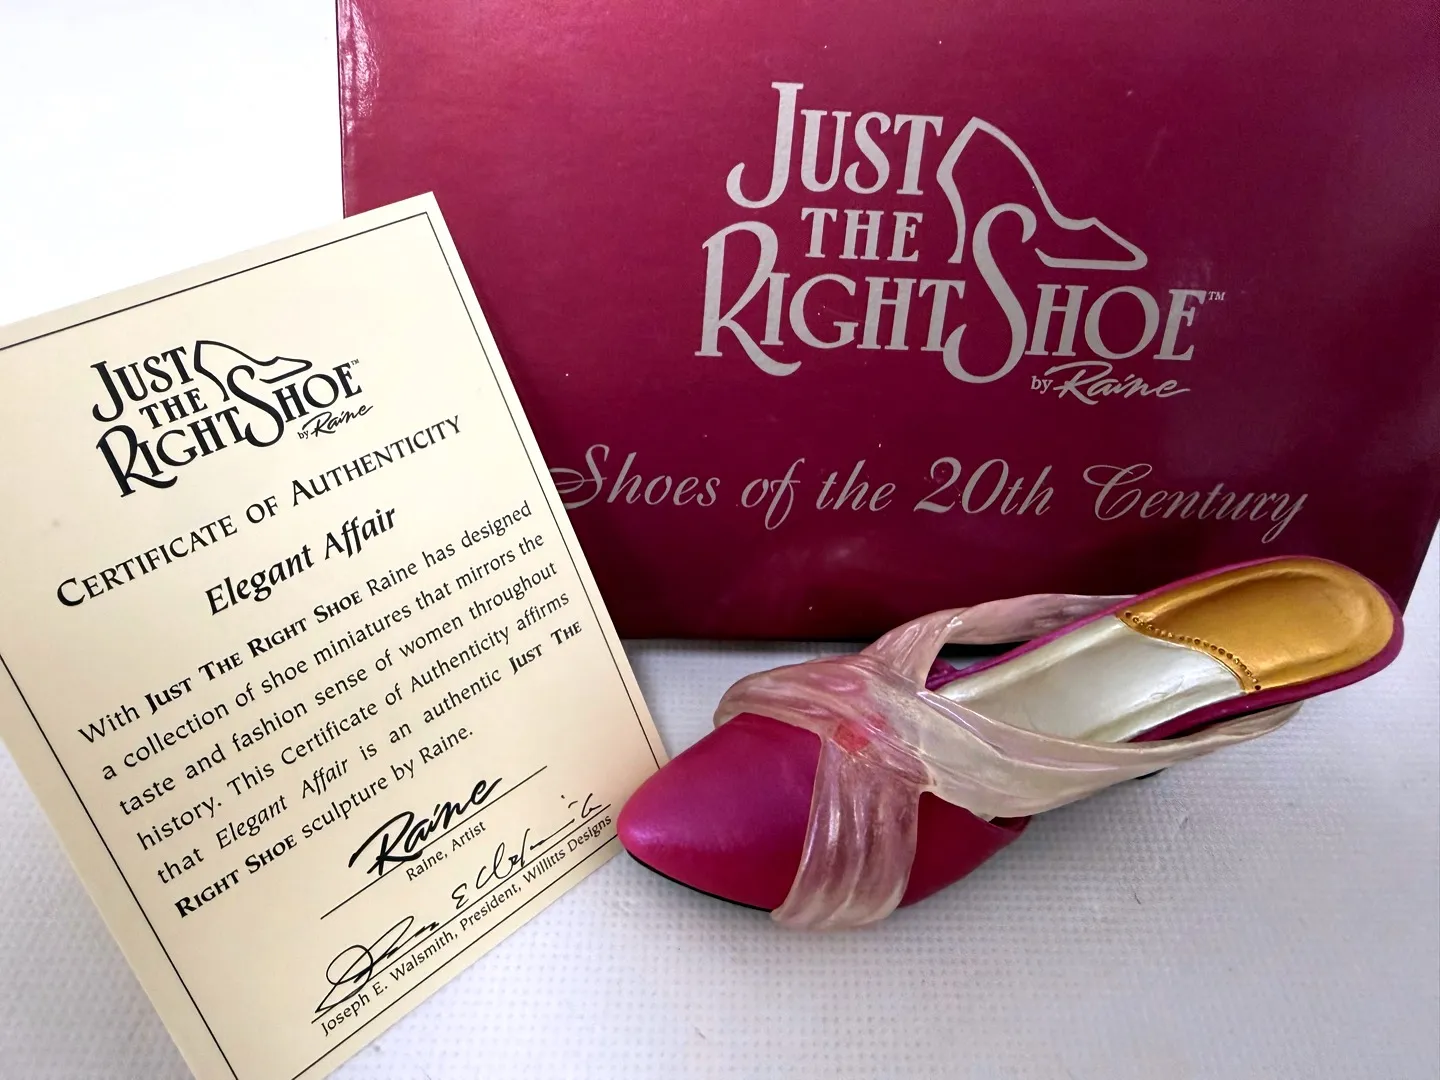 JUST
THE
RIGHT SHOE™
by Raine
Shoes of the 20th Century
JUST
THE
RIGHT SHOE™
by Raine
CERTIFICATE OF AUTHENTICITY
Elegant Affair
With JUST THE RIGHT SHOE Raine has designed
a collection of shoe miniatures that mirrors the
taste and fashion sense of women throughout
history. This Certificate of Authenticity affirms
that Elegant Affair is an authentic JUST THE
RIGHT SHOE sculpture by Raine.
Raine
Raine, Artist
Joseph E. Walsmith, President, Willitts Designs